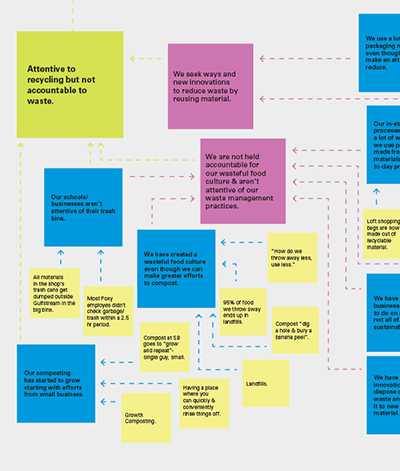 Attentive to
recycling but not
accountable to
waste.
We seek ways and
new innovations
to reduce waste by
reusing material.
We use a lot
packaging
even thoug
make an att
reduce.
We are not held
accountable for
our wasteful food
culture & aren't
attentive of our
waste management
practices.
Our in-st
processe
a lot of w
we use p
made fro
materials
to-day pr
Our schools/
businesses aren't
attentive of their trash
bins.
Loft shopping
bags are now
made out of
recyclable
material.
We have created a
wasteful food culture
even though we can
make greater efforts
to compost.
"How do we
throw away less,
use less."
All materials
in the shop's
trash cans get
dumped outside
Gulfstream in the
big bins.
Most Foxy
employes didn't
check garbage/
trash within a 2.5
hr period.
95% of food
we throw away
ends up in
landfills.
Compost "dig
a hole & bury a
banana peel".
We have
business
to do on
not all of
sustainab
Compost at SB
goes to "grow
and repeat"-
single guy, small.
Our composting
has started to grow
starting with efforts
from small business.
Having a place
where you
can quickly &
conveniently
rinse things off.
Landfills.
We have
innovatio
dispose o
waste an
it to new
material.
Growth
Composting.